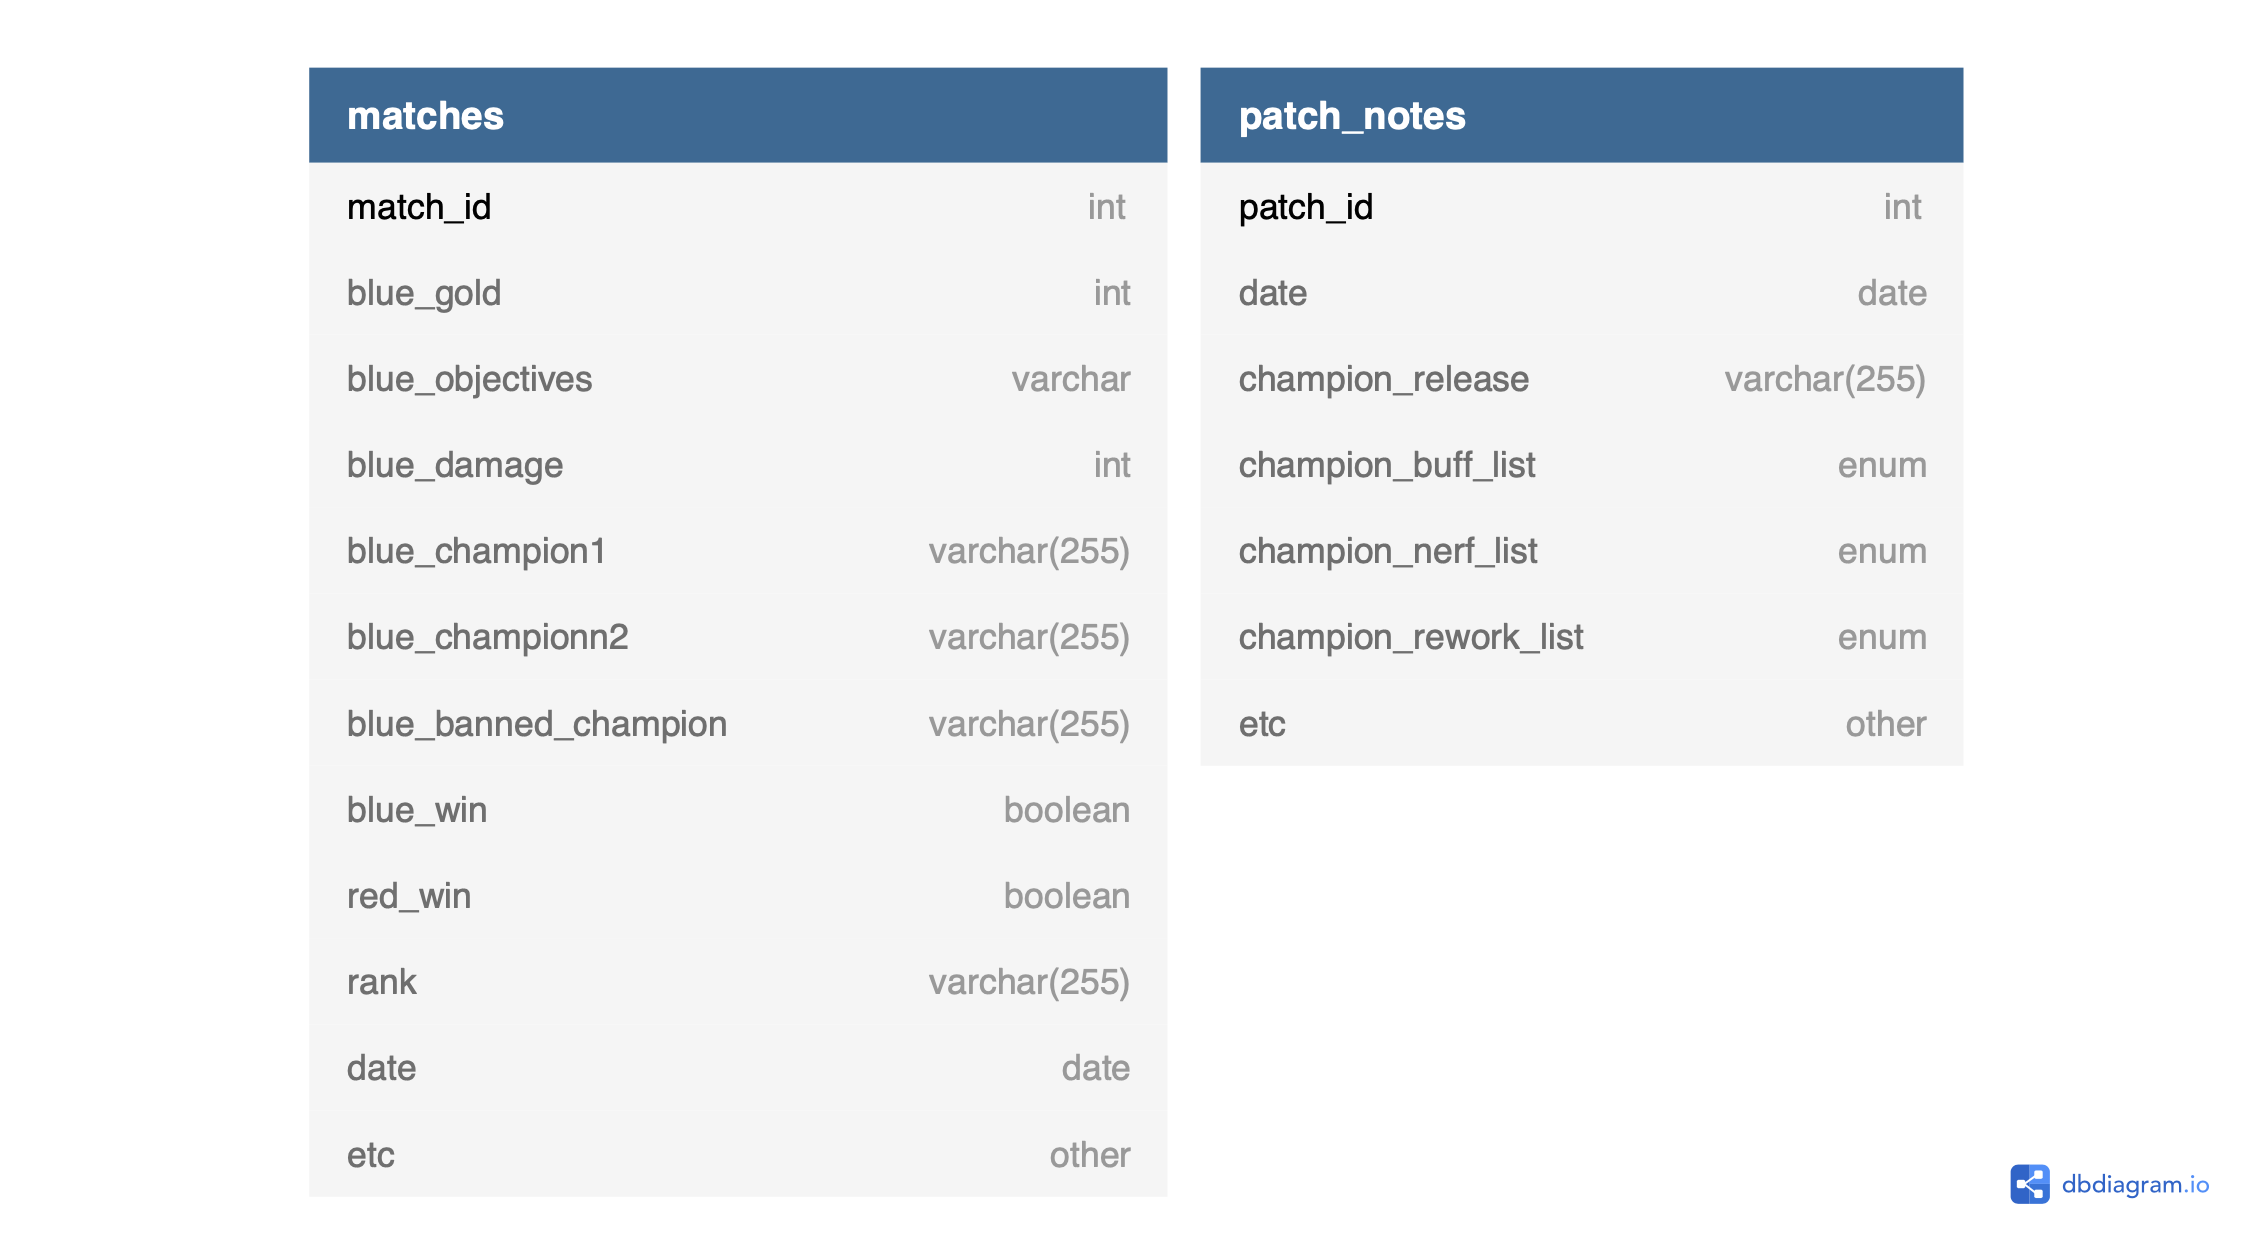 matches
match_id int
blue_gold int
blue_objectives varchar
blue_damage int
blue_champion1 varchar(255)
blue_championn2 varchar(255)
blue_banned_champion varchar(255)
blue_win boolean
red_win boolean
rank varchar(255)
date date
etc other
patch_notes
patch_id int
date date
champion_release varchar(255)
champion_buff_list enum
champion_nerf_list enum
champion_rework_list enum
etc other
dbdiagram.io